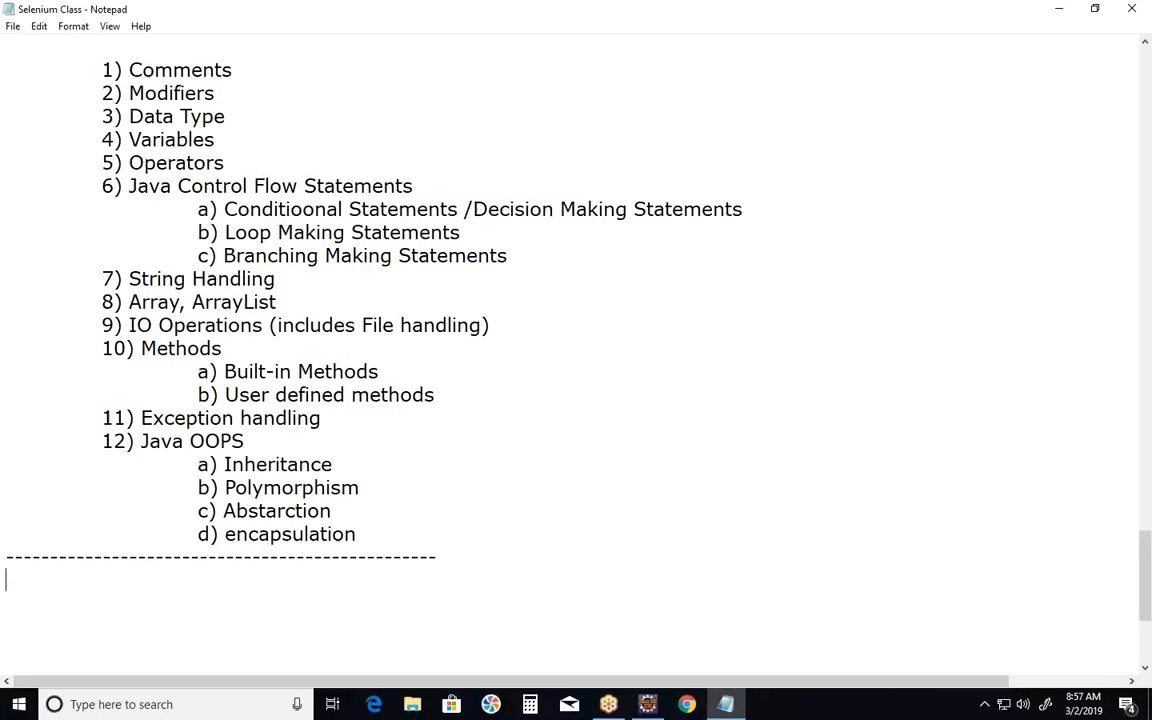 Selenium Class - Notepad
File Edit Format View Help
1) Comments
2) Modifiers
3) Data Type
4) Variables
5) Operators
6) Java Control Flow Statements
a) Conditioonal Statements /Decision Making Statements
b) Loop Making Statements
c) Branching Making Statements
7) String Handling
8) Array, ArrayList
9) IO Operations (includes File handling)
10) Methods
a) Built-in Methods
b) User defined methods
11) Exception handling
12) Java OOPS
a) Inheritance
b) Polymorphism
c) Abstarction
d) encapsulation
------------------------------------------------
Type here to search
8:57 AM
3/2/2019
4